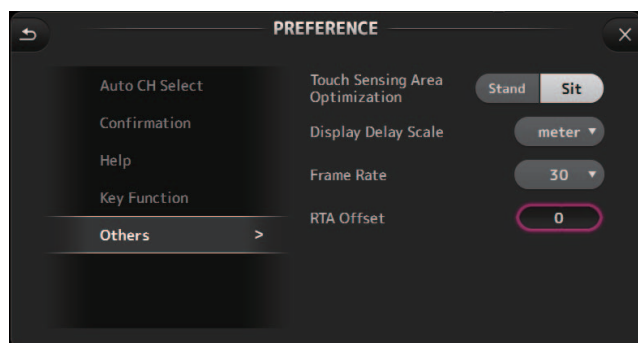 PREFERENCE
Auto CH Select
Confirmation
Help
Key Function
Others >
Touch Sensing Area
Optimization
Stand Sit
Display Delay Scale
meter ▼
Frame Rate
30 ▼
RTA Offset
0